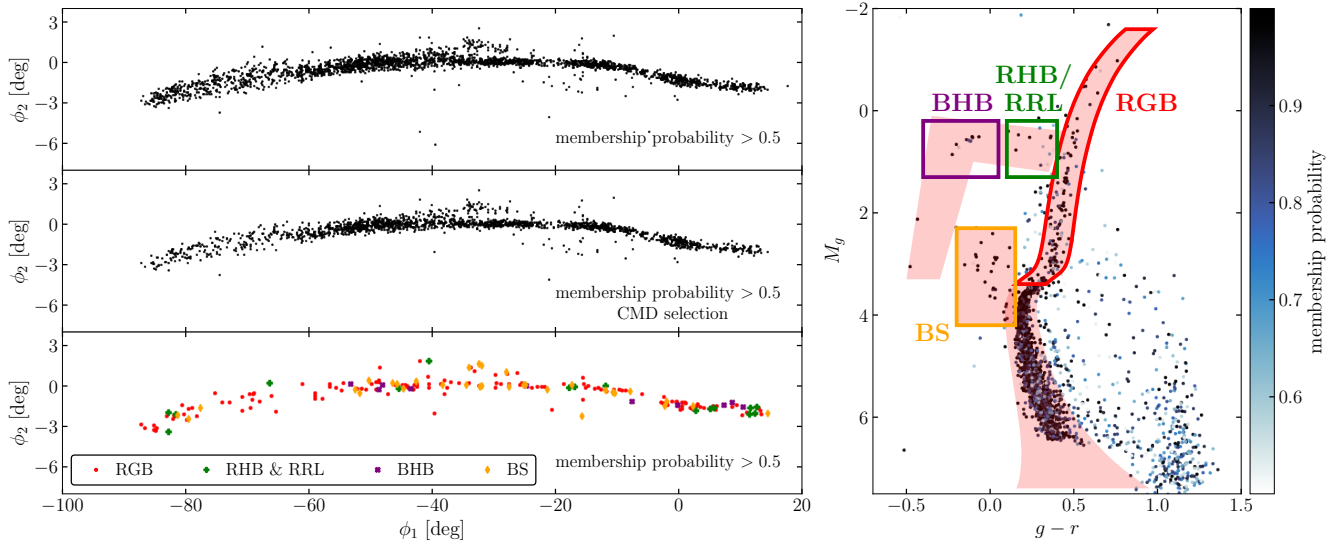 3
0
−3
−6
ϕ2 [deg]
membership probability > 0.5
3
0
−3
−6
ϕ2 [deg]
membership probability > 0.5
CMD selection
3
0
−3
−6
ϕ2 [deg]
RGB
RHB & RRL
BHB
BS
membership probability > 0.5
−100
−80
−60
−40
−20
0
20
ϕ1 [deg]
−2
0
2
4
6
Mg
RHB/
RRL
BHB
RGB
BS
−0.5
0.0
0.5
1.0
1.5
g − r
0.9
0.8
0.7
0.6
membership probability